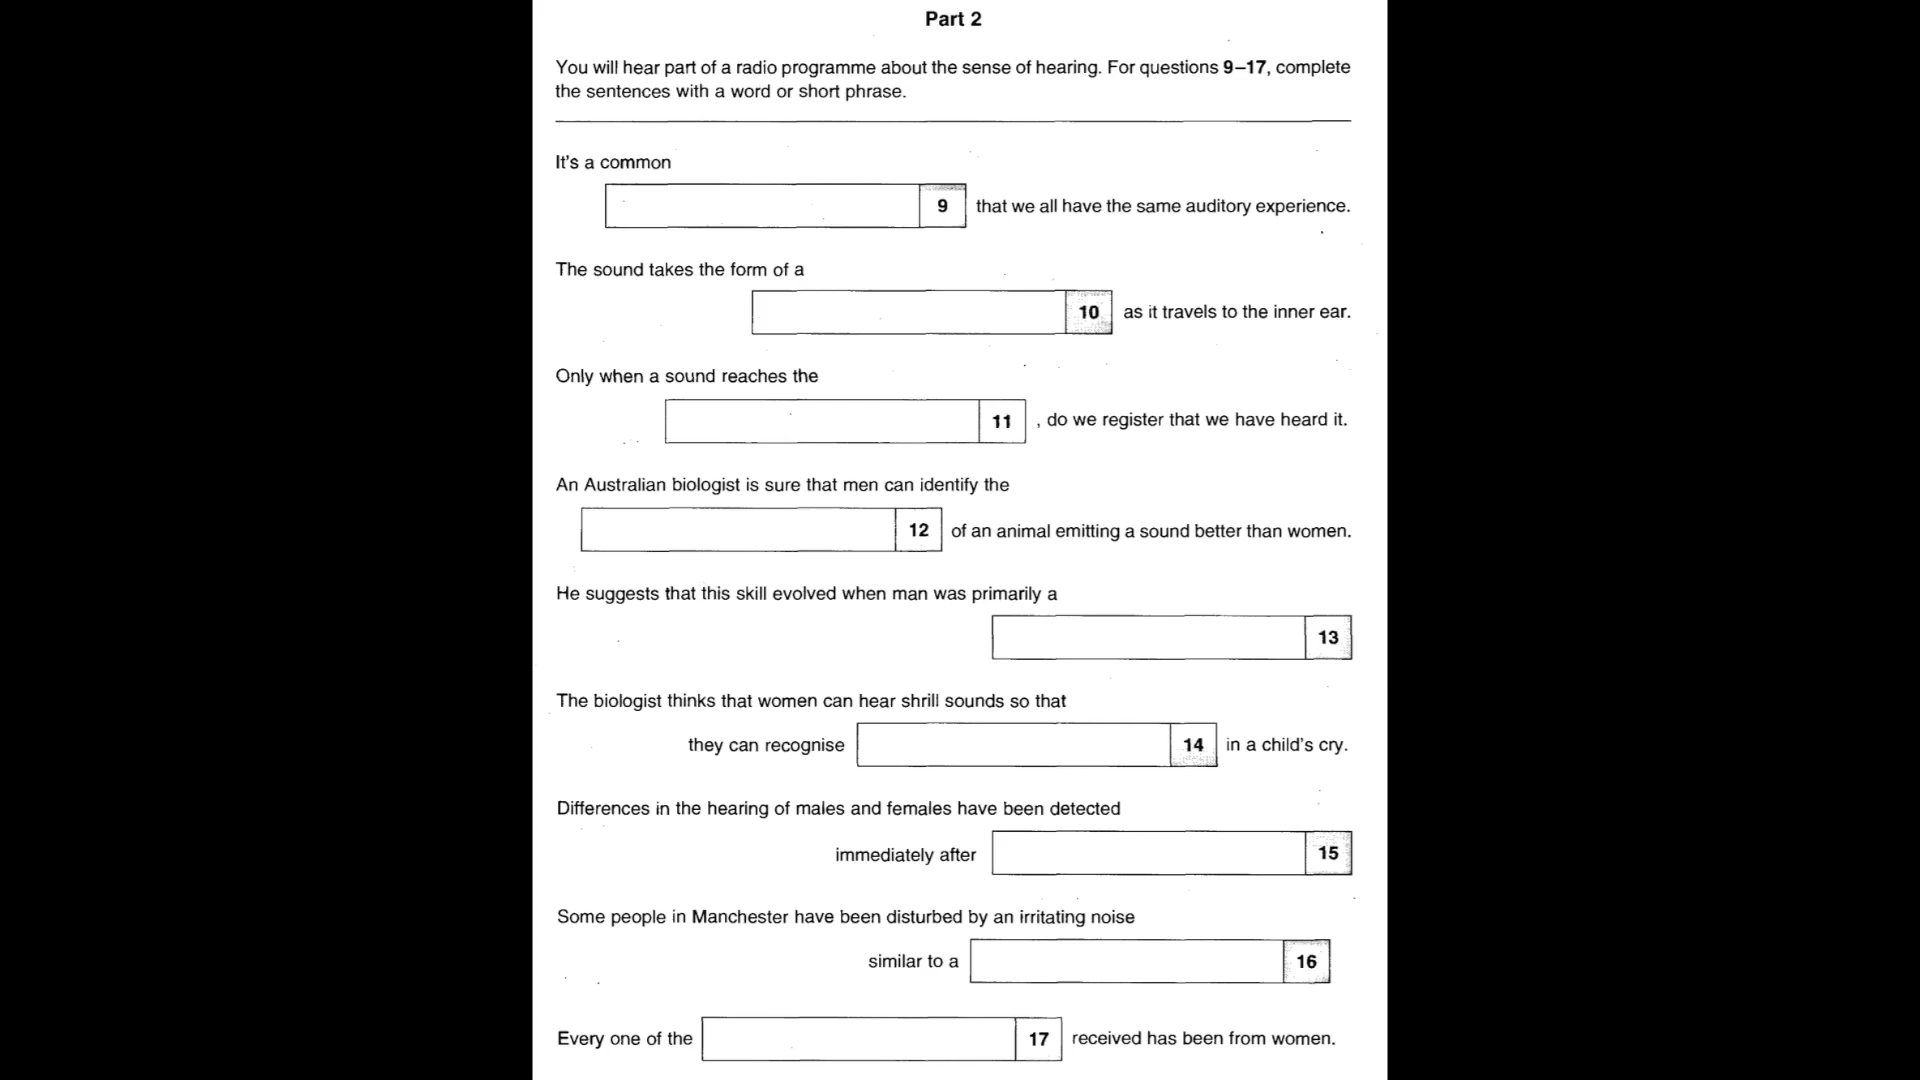 Part 2
You will hear part of a radio programme about the sense of hearing. For questions 9–17, complete
the sentences with a word or short phrase.
It's a common
9 that we all have the same auditory experience.
The sound takes the form of a
10 as it travels to the inner ear.
Only when a sound reaches the
11 , do we register that we have heard it.
An Australian biologist is sure that men can identify the
12 of an animal emitting a sound better than women.
He suggests that this skill evolved when man was primarily a
13
The biologist thinks that women can hear shrill sounds so that
they can recognise 14 in a child's cry.
Differences in the hearing of males and females have been detected
immediately after 15
Some people in Manchester have been disturbed by an irritating noise
similar to a 16
Every one of the 17 received has been from women.